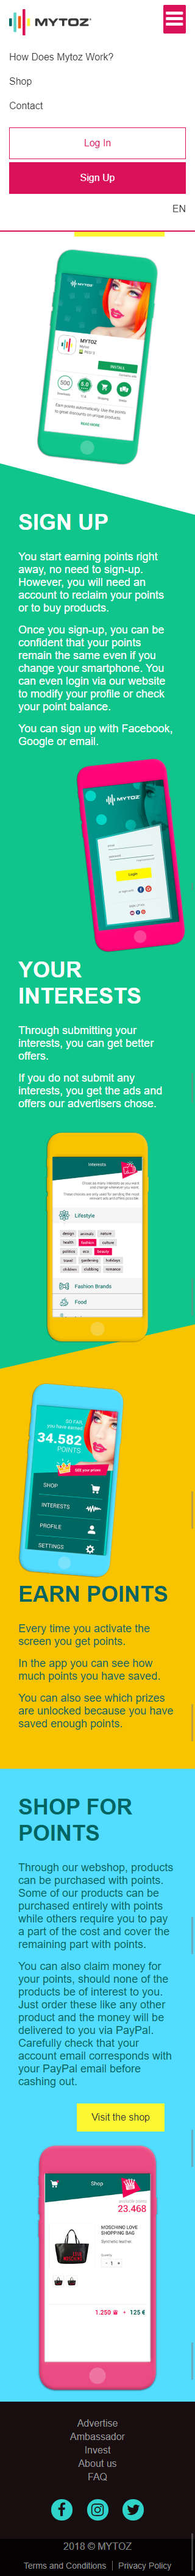 MYTOZ
How Does Mytoz Work?
Shop
Contact
Log In
Sign Up
EN
MYTOZ
INSTALL
500
5.0
READ MORE
SIGN UP
You start earning points right
away, no need to sign-up.
However, you will need an
account to reclaim your points
or to buy products.
Once you sign-up, you can be
confident that your points
remain the same even if you
change your smartphone. You
can even login via our website
to modify your profile or check
your point balance.
You can sign up with Facebook,
Google or email.
MYTOZ
Login
YOUR
INTERESTS
Through submitting your
interests, you can get better
offers.
If you do not submit any
interests, you get the ads and
offers our advertisers chose.
Interests
Lifestyle
design animals nature
health fashion culture
politics eco beauty
travel gardening holidays
children clubbing romance
Fashion Brands
Food
SO FAR
you have earned
34.582
POINTS
SHOP
INTERESTS
PROFILE
SETTINGS
EARN POINTS
Every time you activate the
screen you get points.
In the app you can see how
much points you have saved.
You can also see which prizes
are unlocked because you have
saved enough points.
SHOP FOR
POINTS
Through our webshop, products
can be purchased with points.
Some of our products can be
purchased entirely with points
while others require you to pay
a part of the cost and cover the
remaining part with points.
You can also claim money for
your points, should none of the
products be of interest to you.
Just order these like any other
product and the money will be
delivered to you via PayPal.
Carefully check that your
account email corresponds with
your PayPal email before
cashing out.
Visit the shop
Shop
23.468
MOSCHINO LOVE
SHOPPING BAG
Synthetic leather.
Quantity
- 1 +
1.250 + 125 €
Advertise
Ambassador
Invest
About us
FAQ
2018 © MYTOZ
Terms and Conditions | Privacy Policy